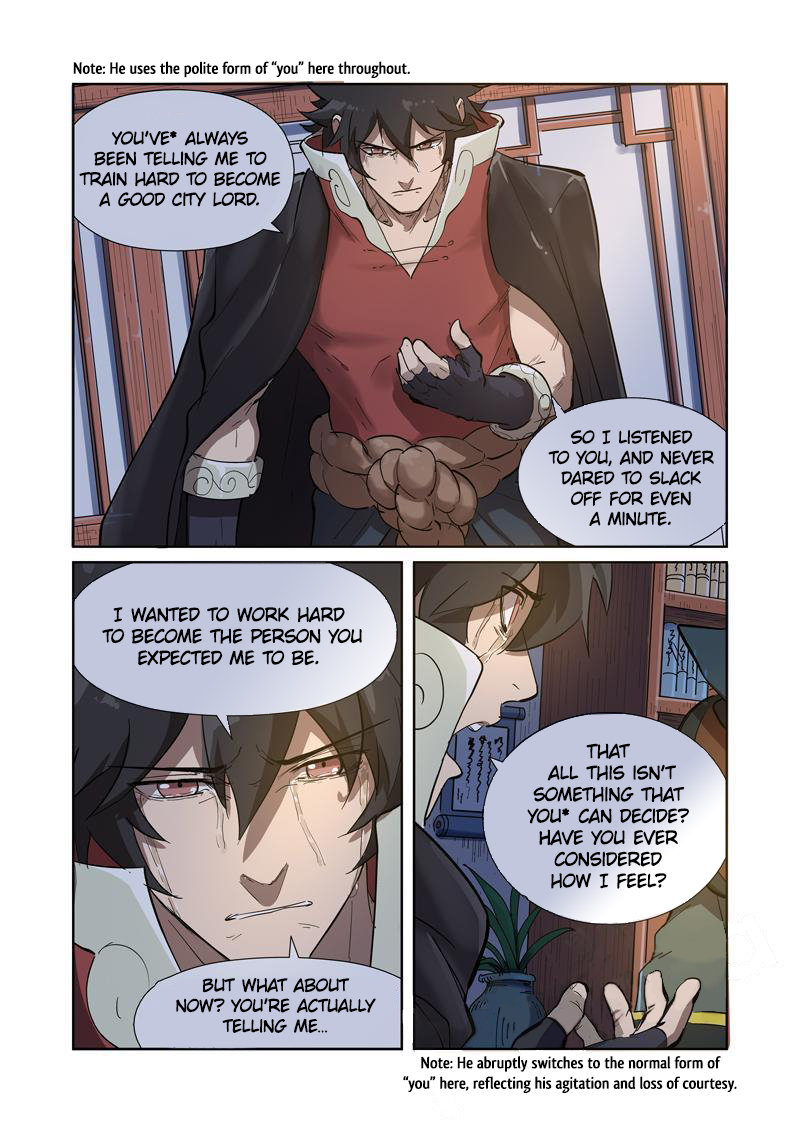 Note: He uses the polite form of “you” here throughout.
YOU'VE* ALWAYS
BEEN TELLING ME TO
TRAIN HARD TO BECOME
A GOOD CITY LORD.
SO I LISTENED
TO YOU, AND NEVER
DARED TO SLACK
OFF FOR EVEN
A MINUTE.
I WANTED TO WORK HARD
TO BECOME THE PERSON YOU
EXPECTED ME TO BE.
BUT WHAT ABOUT
NOW? YOU'RE ACTUALLY
TELLING ME...
THAT
ALL THIS ISN'T
SOMETHING THAT
YOU* CAN DECIDE?
HAVE YOU EVER
CONSIDERED
HOW I FEEL?
Note: He abruptly switches to the normal form of
“you” here, reflecting his agitation and loss of courtesy.